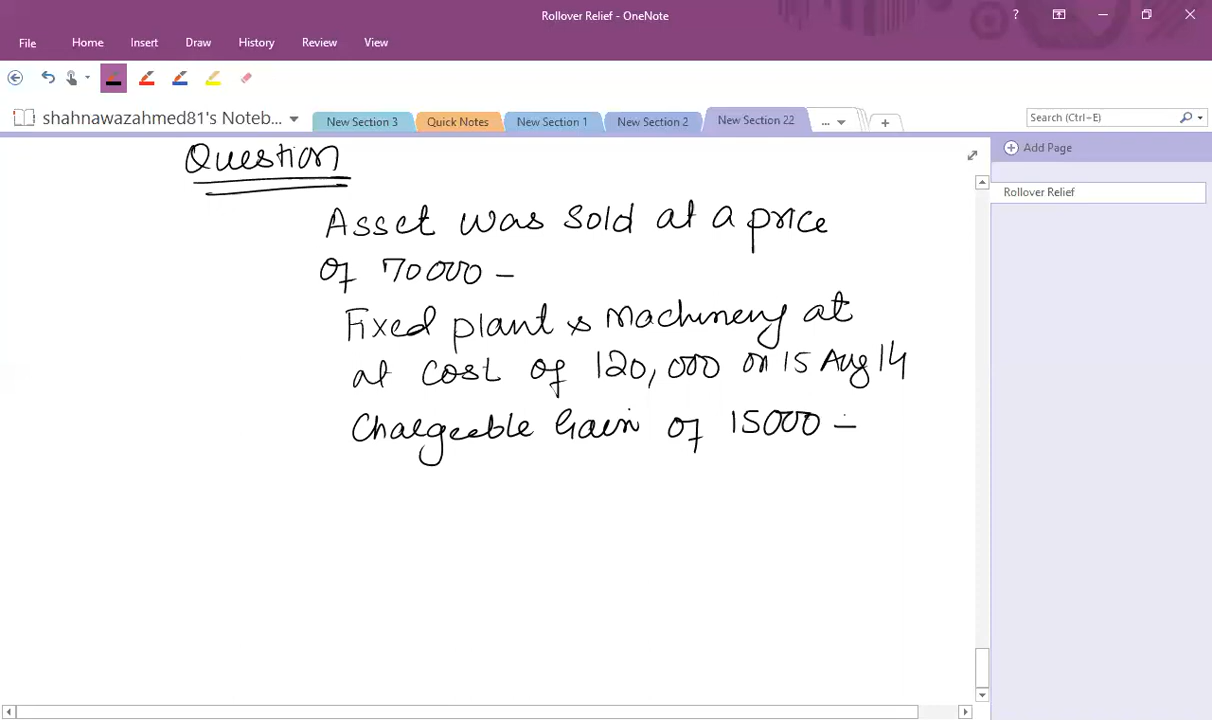 Rollover Relief - OneNote
?
File Home Insert Draw History Review View
shahnawazahmed81's Noteb... New Section 3 Quick Notes New Section 1 New Section 2 New Section 22 ... + Search (Ctrl-E)
Add Page
Rollover Relief
Question
Asset was sold at a price
of 70000 -
Fixed plant & Machinery at
at cost of 120,000 on 15 Aug 14
Chargeable Gain of 15000 -